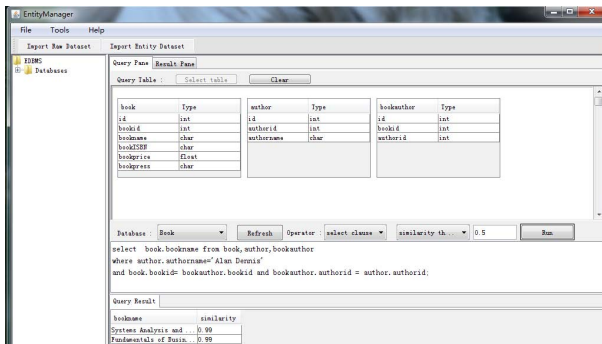 EntityManager
File Tools Help
Import Raw Dataset Import Entity Dataset
EDBMS
Databases
Query Pane Result Pane
Query Table : Select table Clear
book Type
id int
bookid int
bookname char
bookISBN char
bookprice float
bookpress char
author Type
id int
authorid int
authorname char
bookauthor Type
id int
bookid int
authorid int
Database : Book Refresh Operator : select clause similarity th... 0.5 Run
select book.bookname from book,author,bookauthor
where author.authorname='Alan Dennis'
and book.bookid= bookauthor.bookid and bookauthor.authorid = author.authorid;
Query Result
bookname similarity
Systems Analysis and ... 0.99
Fundamentals of Busin... 0.99